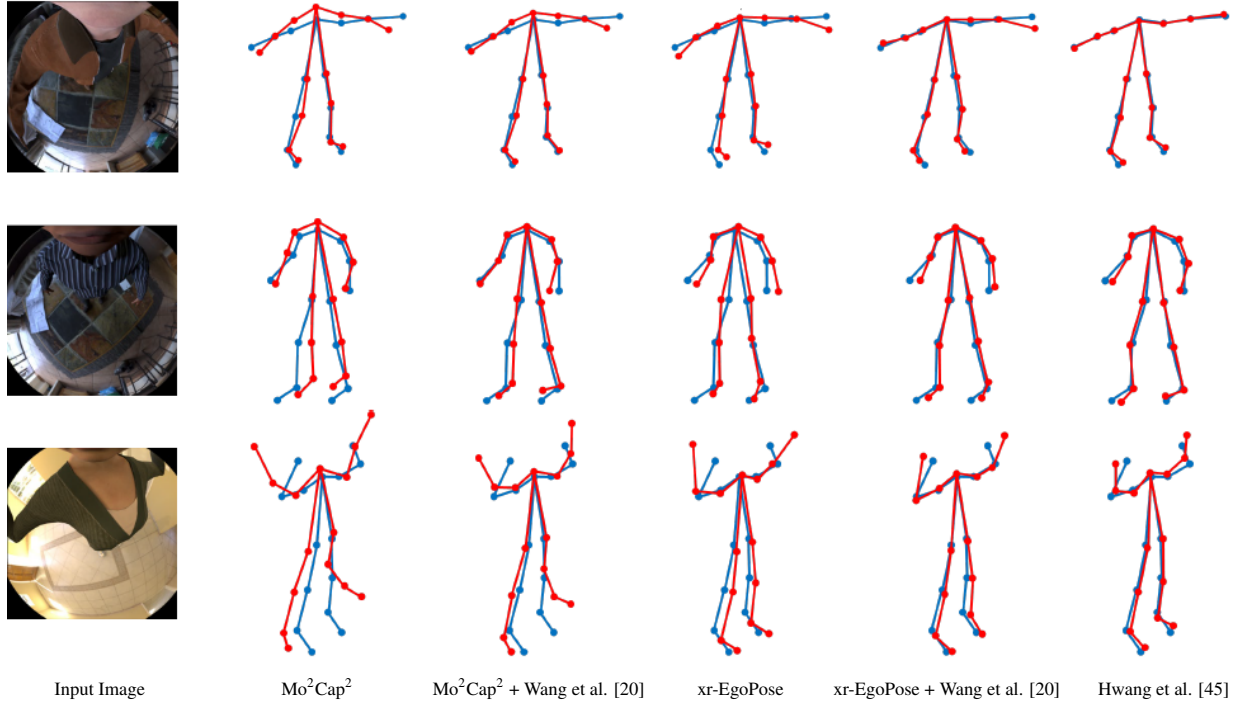 Input Image
Mo²Cap²
Mo²Cap² + Wang et al. [20]
xr-EgoPose
xr-EgoPose + Wang et al. [20]
Hwang et al. [45]